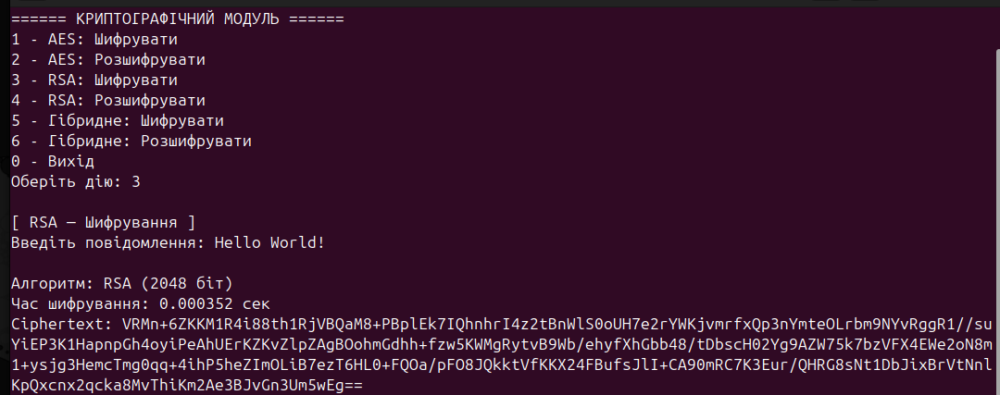 ====== КРИПТОГРАФІЧНИЙ МОДУЛЬ ======
1 - AES: Шифрувати
2 - AES: Розшифрувати
3 - RSA: Шифрувати
4 - RSA: Розшифрувати
5 - Гібридне: Шифрувати
6 - Гібридне: Розшифрувати
0 - Вихід
Оберіть дію: 3
[ RSA — Шифрування ]
Введіть повідомлення: Hello World!
Алгоритм: RSA (2048 біт)
Час шифрування: 0.000352 сек
Ciphertext: VRMn+6ZKKM1R4i88th1RjVBQaM8+PBplEk7IQhnhrI4z2tBnWlS0oUH7e2rYWKjvmrfxQp3nYmteOLrbm9NYvRggR1//su
YiEP3K1HapnpGh4oyiPeAhUErKZKvZlpZAgBOohmGdhh+fzw5KWMgRytvB9Wb/ehyfXhGbb48/tDbscH02Yg9AZW75k7bzVFX4EWe2oN8m
1+ysjg3HemcTmg0qq+4ihP5heZImOLiB7ezT6HL0+FQOa/pFO8JQkktVfKKX24FBufsJlI+CA90mRC7K3Eur/QHRG8sNt1DbJixBrVtNnl
KpQxcnx2qcka8MvThiKm2Ae3BJvGn3Um5wEg==